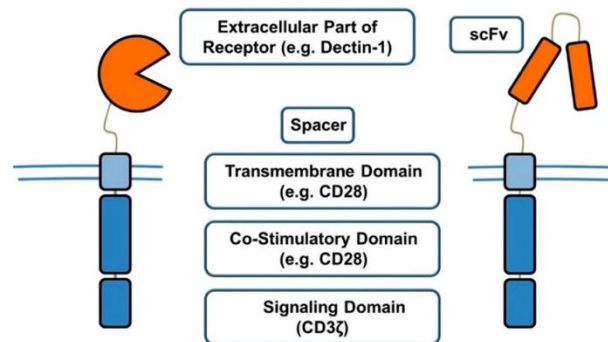 Extracellular Part of
Receptor (e.g. Dectin-1)
scFv
Spacer
Transmembrane Domain
(e.g. CD28)
Co-Stimulatory Domain
(e.g. CD28)
Signaling Domain
(CD3ζ)